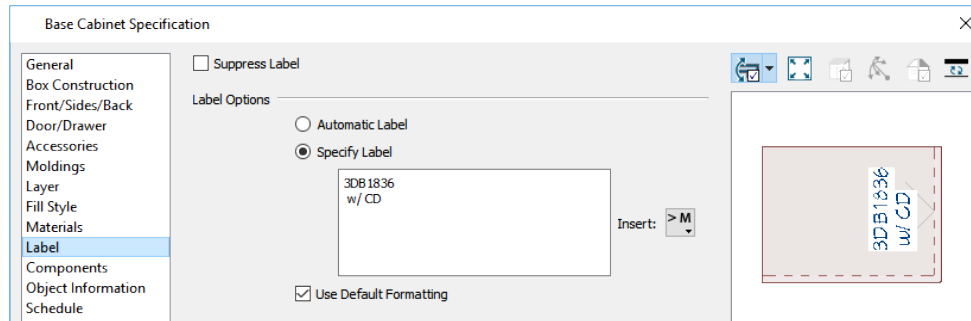 Base Cabinet Specification
General
Box Construction
Front/Sides/Back
Door/Drawer
Accessories
Moldings
Layer
Fill Style
Materials
Label
Components
Object Information
Schedule
Suppress Label
Label Options
Automatic Label
Specify Label
3DB1836
w/ CD
Insert:
> M
Use Default Formatting
3DB1836
w/ CD